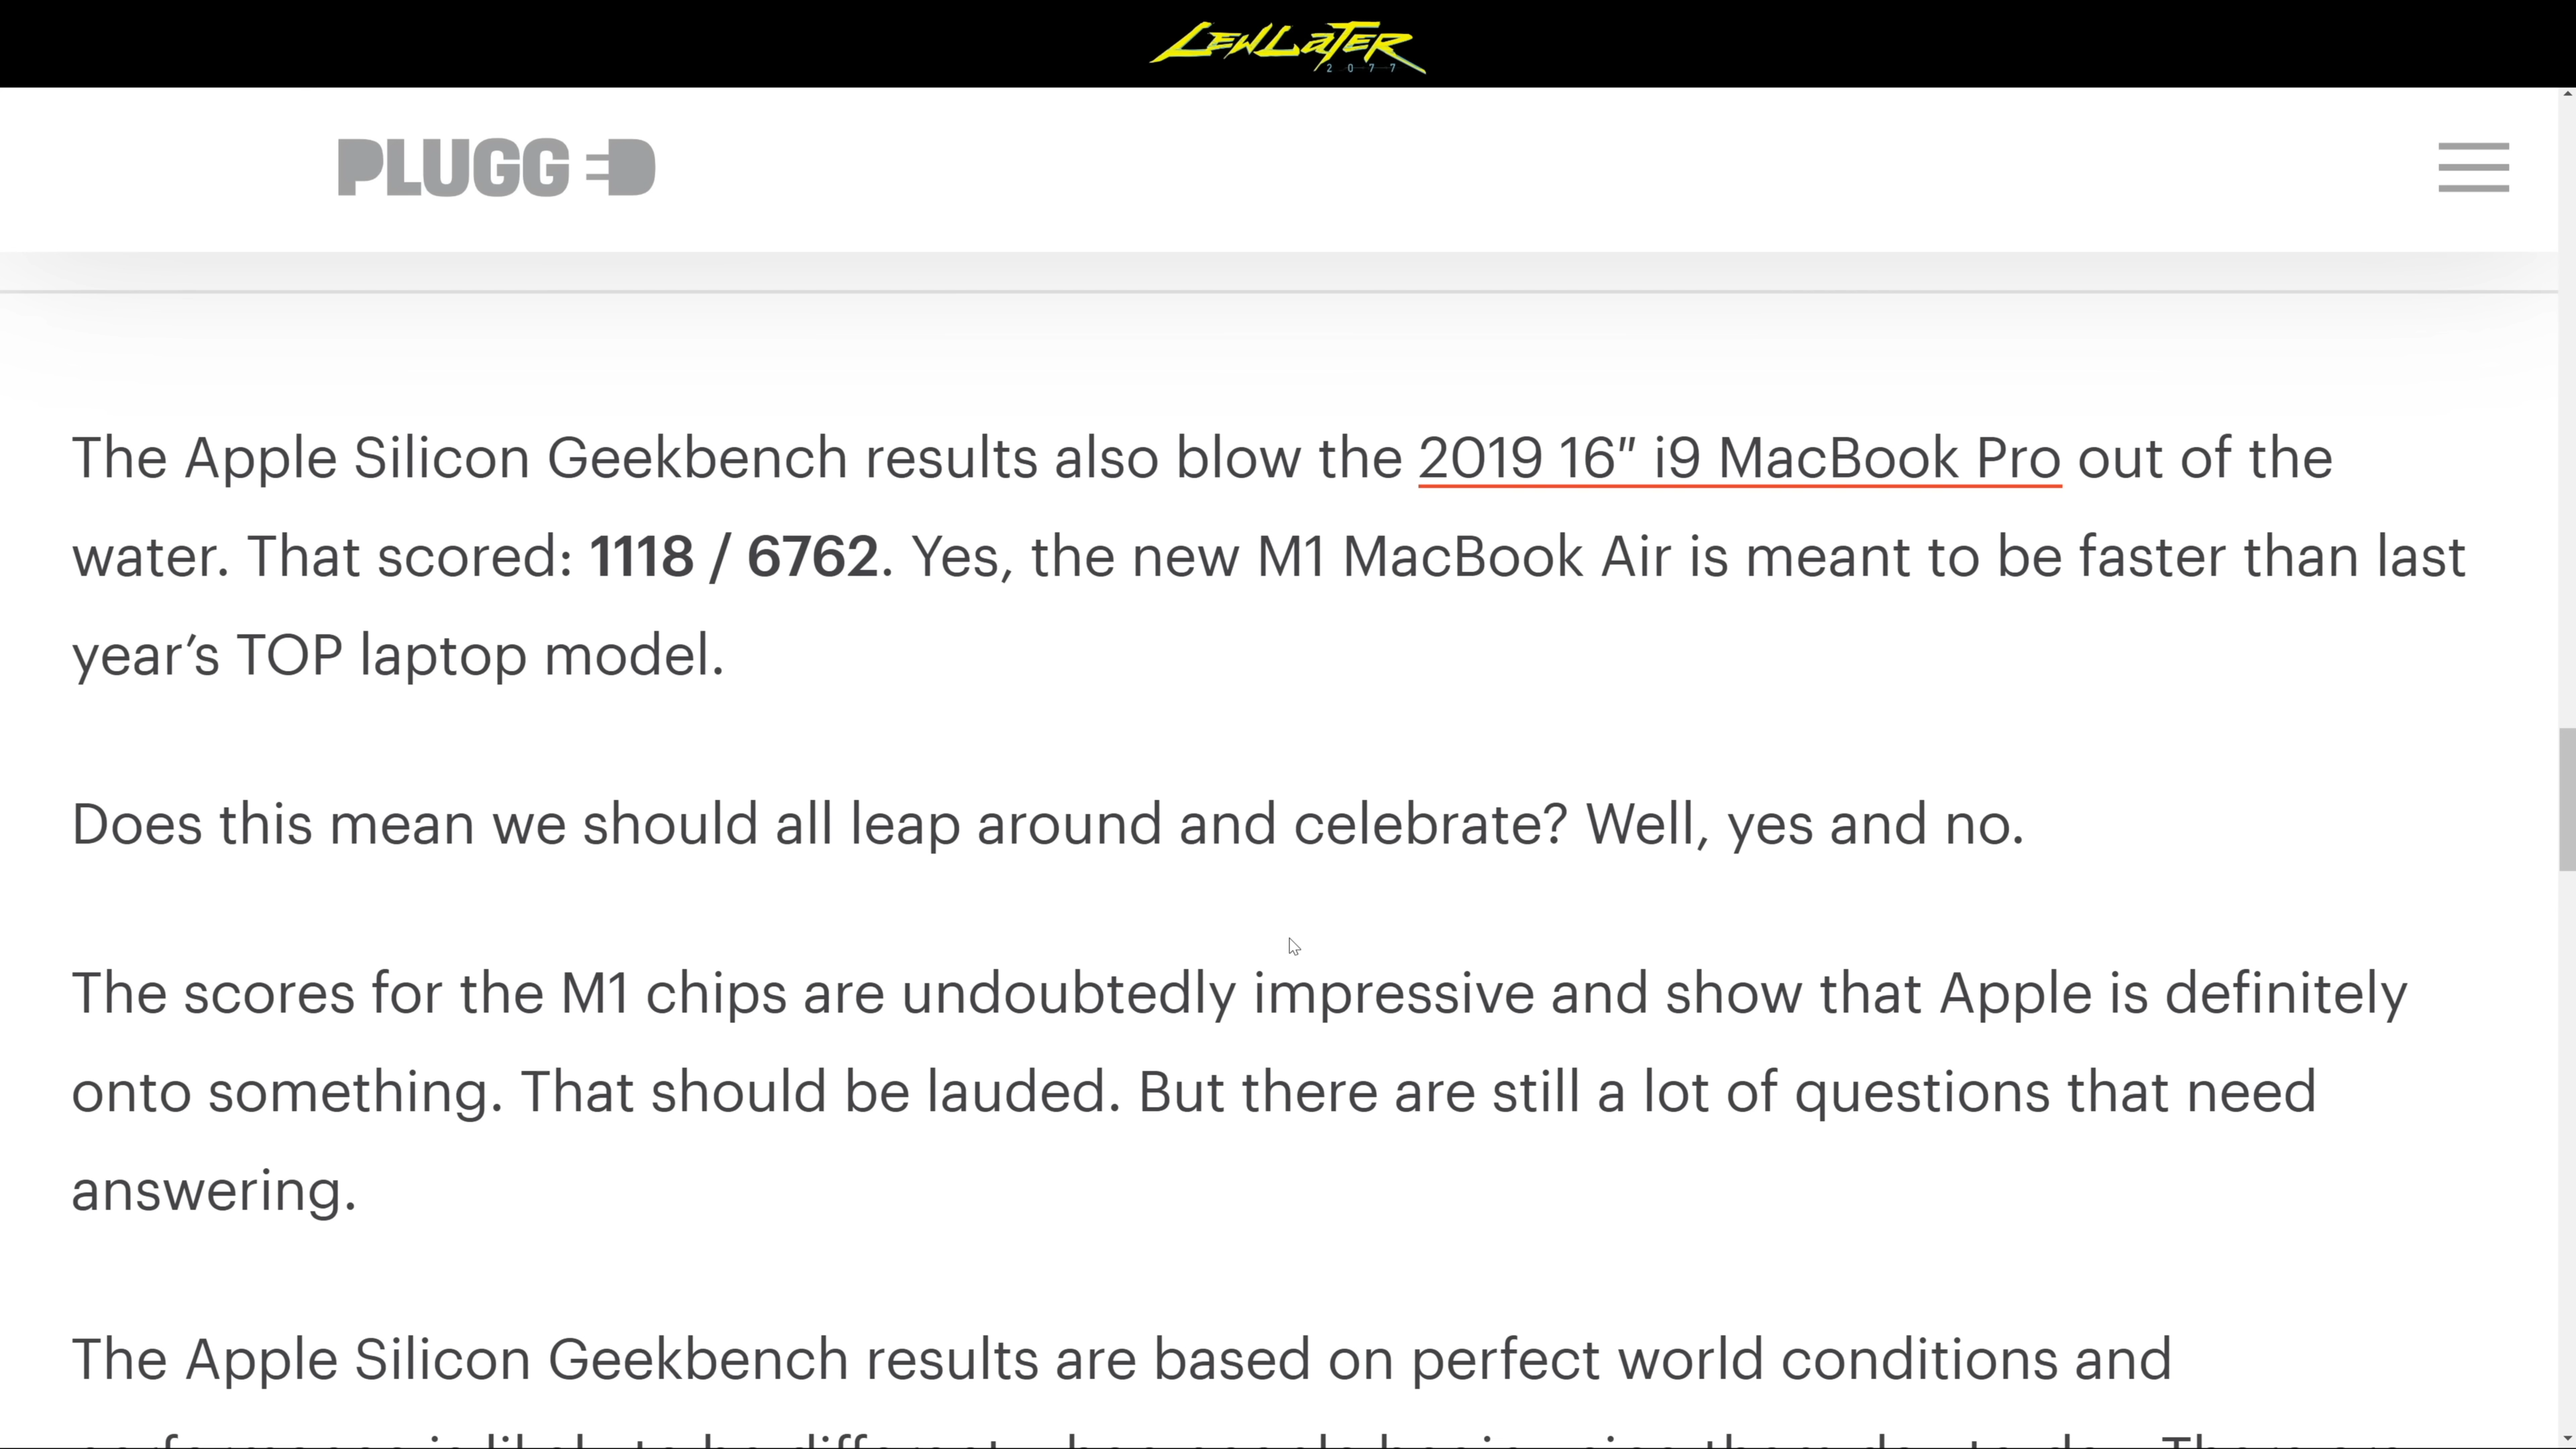 LEWLATER
2077
PLUGGED
The Apple Silicon Geekbench results also blow the 2019 16″ i9 MacBook Pro out of the
water. That scored: 1118 / 6762. Yes, the new M1 MacBook Air is meant to be faster than last
year’s TOP laptop model.
Does this mean we should all leap around and celebrate? Well, yes and no.
The scores for the M1 chips are undoubtedly impressive and show that Apple is definitely
onto something. That should be lauded. But there are still a lot of questions that need
answering.
The Apple Silicon Geekbench results are based on perfect world conditions and